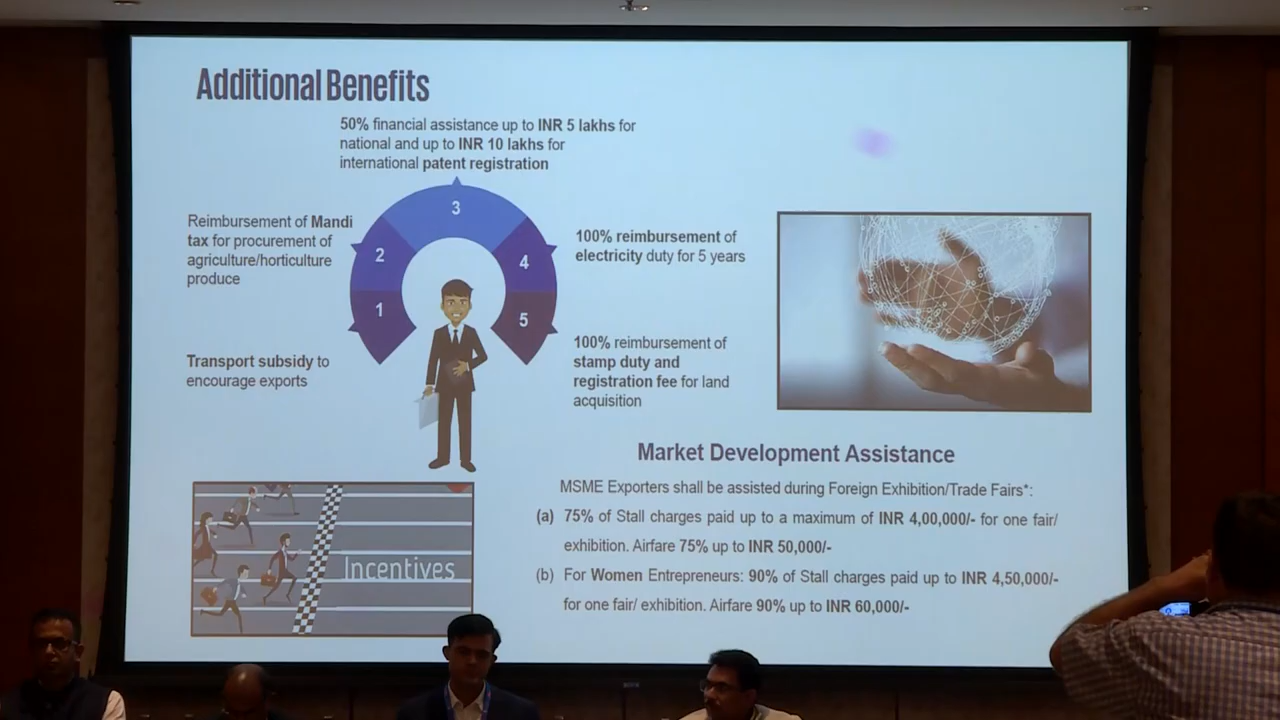 Additional Benefits
50% financial assistance up to INR 5 lakhs for
national and up to INR 10 lakhs for
international patent registration
3
Reimbursement of Mandi
tax for procurement of
agriculture/horticulture
produce
2
100% reimbursement of
electricity duty for 5 years
4
1
5
Transport subsidy to
encourage exports
100% reimbursement of
stamp duty and
registration fee for land
acquisition
Market Development Assistance
MSME Exporters shall be assisted during Foreign Exhibition/Trade Fairs*:
(a) 75% of Stall charges paid up to a maximum of INR 4,00,000/- for one fair/
exhibition. Airfare 75% up to INR 50,000/-
(b) For Women Entrepreneurs: 90% of Stall charges paid up to INR 4,50,000/-
for one fair/ exhibition. Airfare 90% up to INR 60,000/-
Incentives